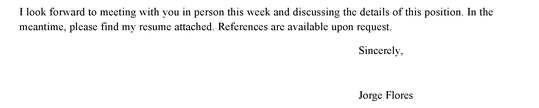 I look forward to meeting with you in person this week and discussing the details of this position. In the
meantime, please find my resume attached. References are available upon request.
Sincerely,
Jorge Flores